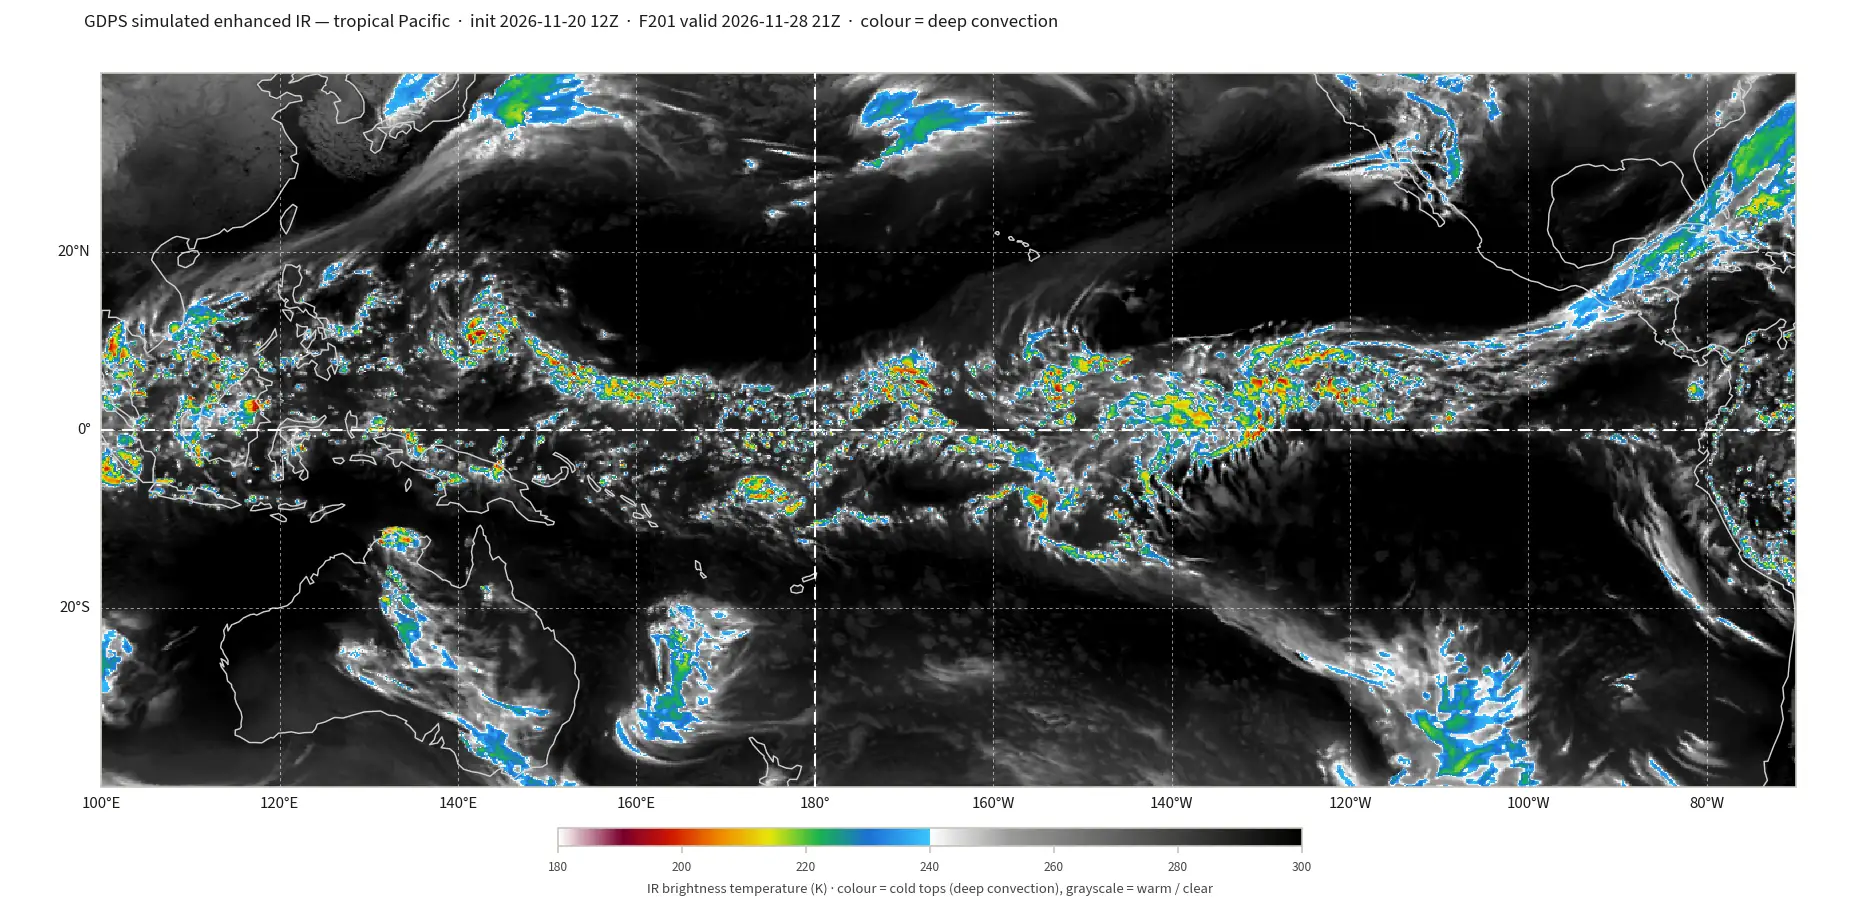 GDPS simulated enhanced IR — tropical Pacific · init 2026-11-20 12Z · F201 valid 2026-11-28 21Z · colour = deep convection
20°N
0°
20°S
100°E 120°E 140°E 160°E 180° 160°W 140°W 120°W 100°W 80°W
180 200 220 240 260 280 300
IR brightness temperature (K) · colour = cold tops (deep convection), grayscale = warm / clear